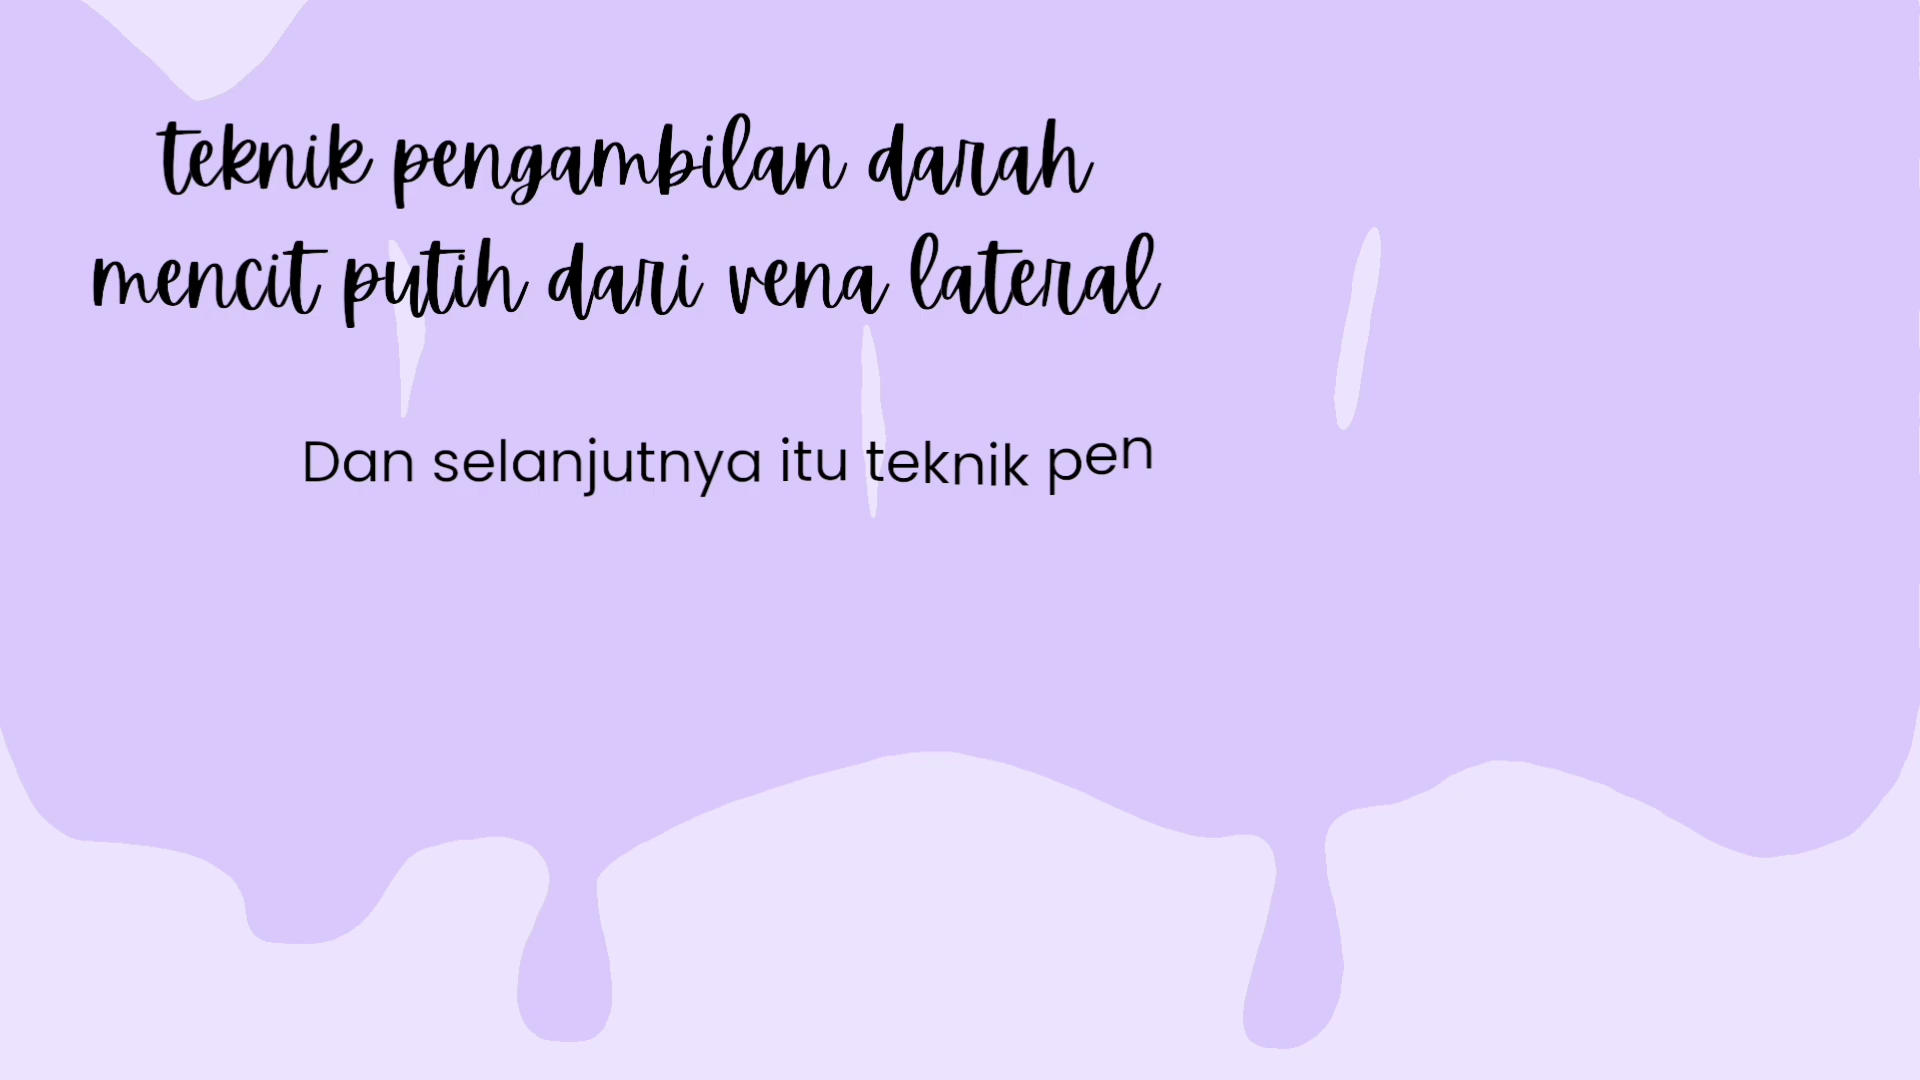 teknik pengambilan darah
mencit putih dari vena lateral
Dan selanjutnya itu teknik pen